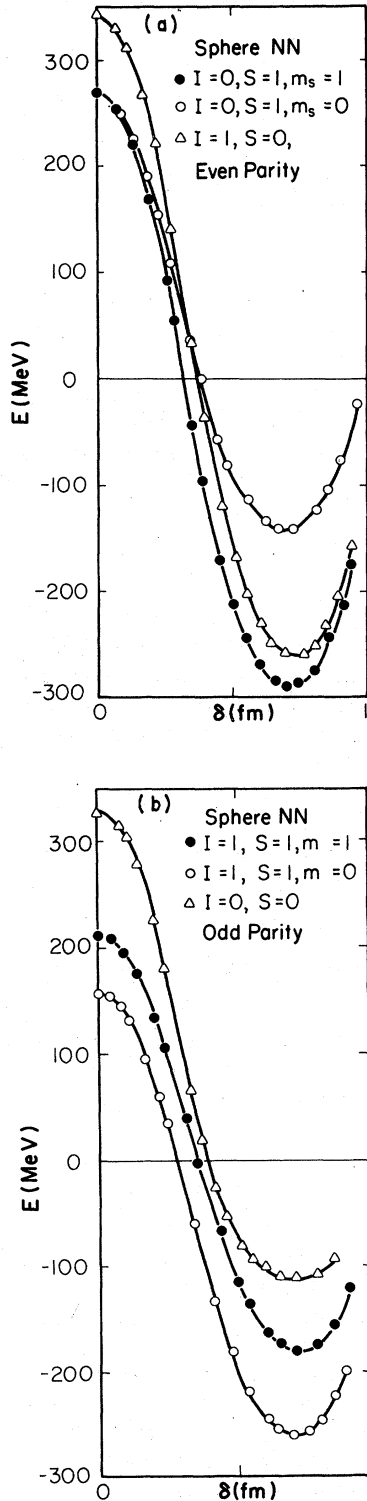 (a)
Sphere NN
● I=0, S=1, mₛ=1
○ I=0, S=1, mₛ=0
△ I=1, S=0,
Even Parity
300
200
100
0
-100
-200
-300
E (MeV)
0
δ(fm)
1
(b)
Sphere NN
● I=1, S=1, m=1
○ I=1, S=1, m=0
△ I=0, S=0
Odd Parity
300
200
100
0
-100
-200
-300
E (MeV)
0
δ(fm)